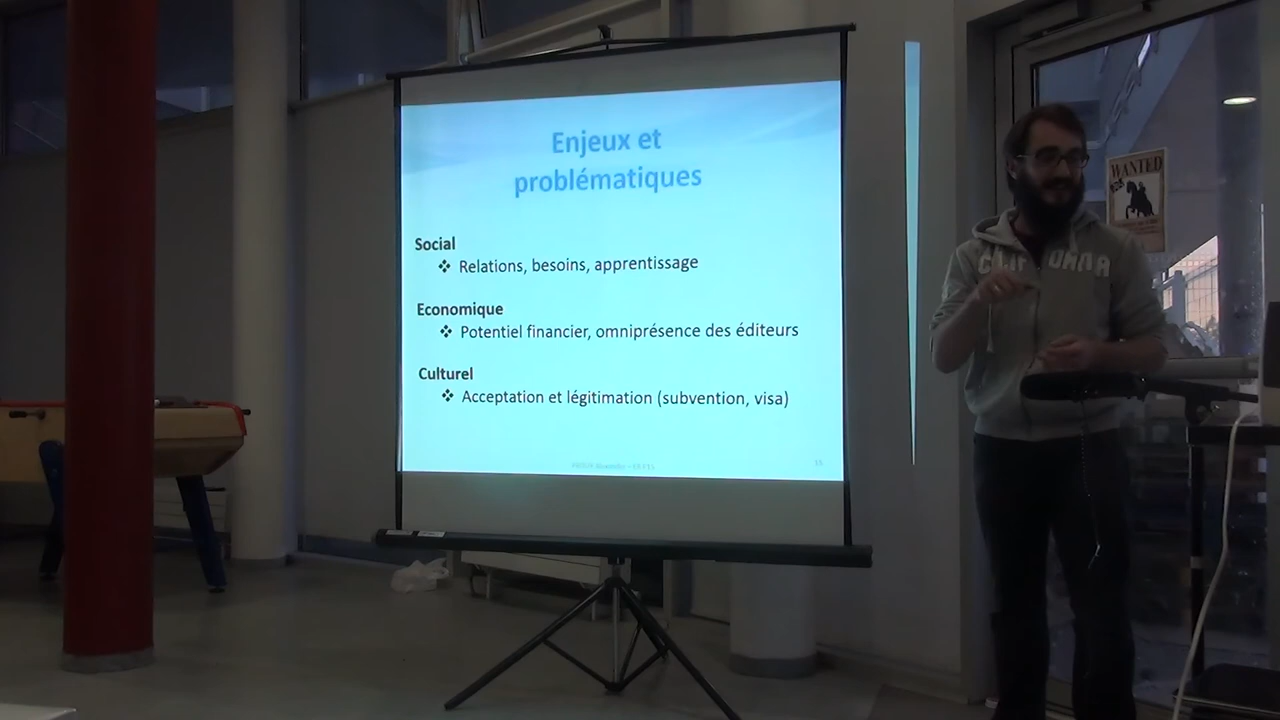 Enjeux et
problématiques
Social
❖ Relations, besoins, apprentissage
Economique
❖ Potentiel financier, omniprésence des éditeurs
Culturel
❖ Acceptation et légitimation (subvention, visa)
15
WANTED